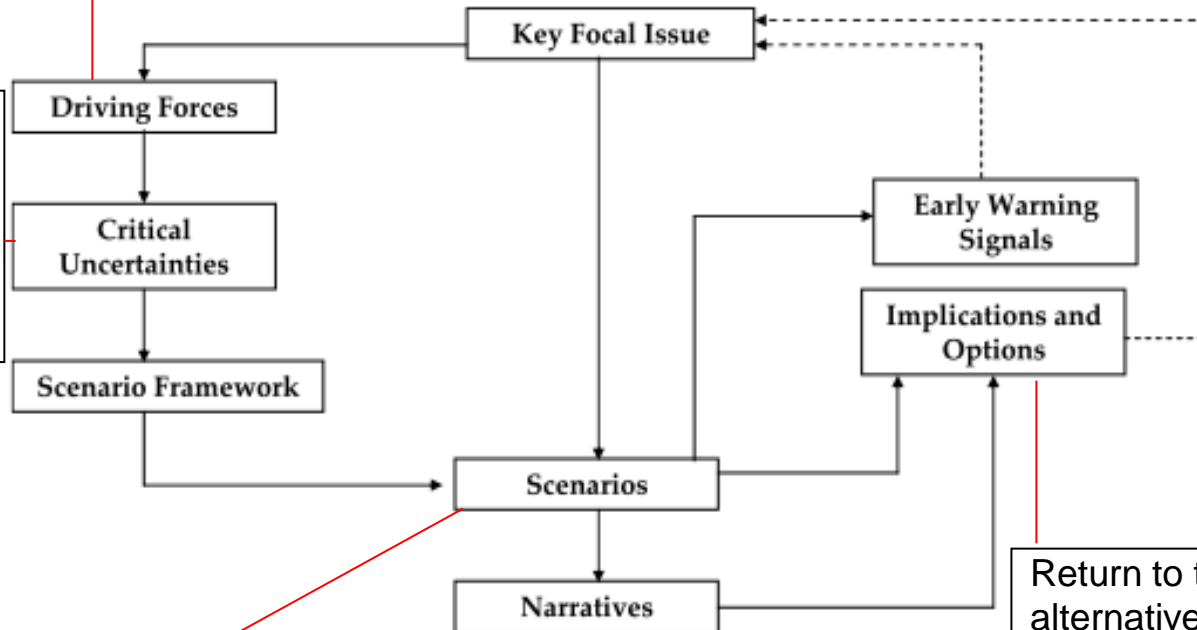 Key Focal Issue
Driving Forces
Critical
Uncertainties
Scenario Framework
Early Warning
Signals
Implications and
Options
Scenarios
Narratives
Return to
alternative